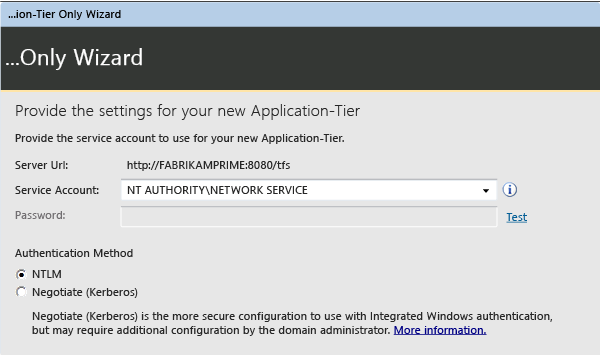 ...ion-Tier Only Wizard
...Only Wizard
Provide the settings for your new Application-Tier
Provide the service account to use for your new Application-Tier.
Server Url: http://FABRIKAMPRIME:8080/tfs
Service Account: NT AUTHORITY\NETWORK SERVICE
Password: Test
Authentication Method
NTLM
Negotiate (Kerberos)
Negotiate (Kerberos) is the more secure configuration to use with Integrated Windows authentication,
but may require additional configuration by the domain administrator. More information.